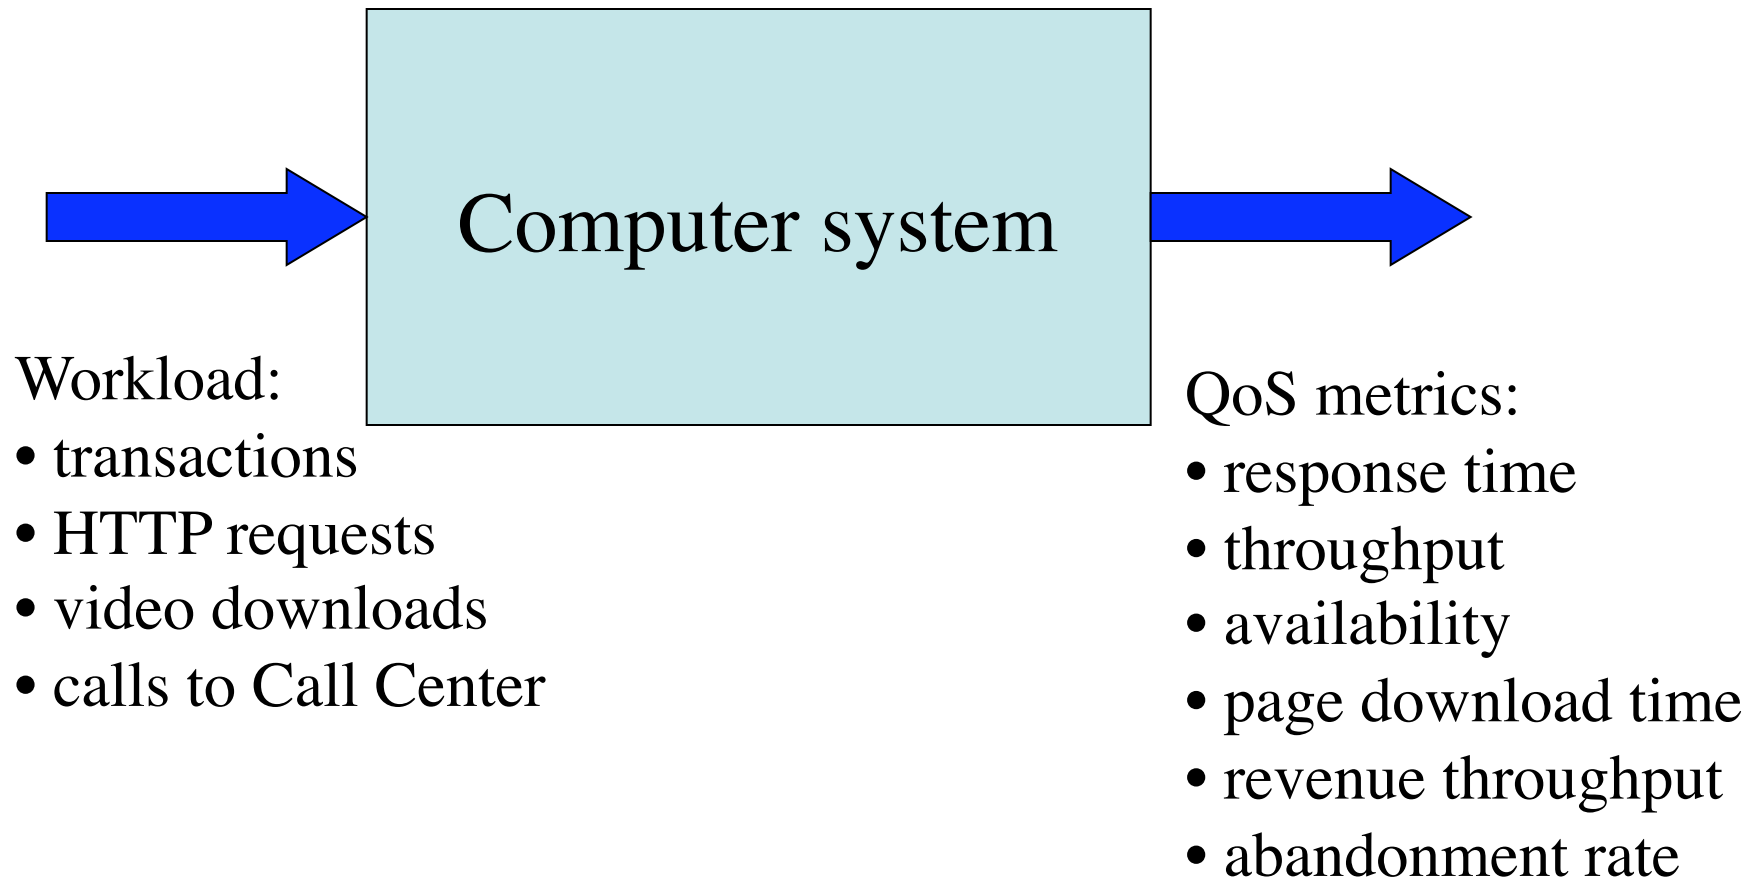 Computer system
Workload:
• transactions
• HTTP requests
• video downloads
• calls to Call Center
QoS metrics:
• response time
• throughput
• availability
• page download time
• revenue throughput
• abandonment rate